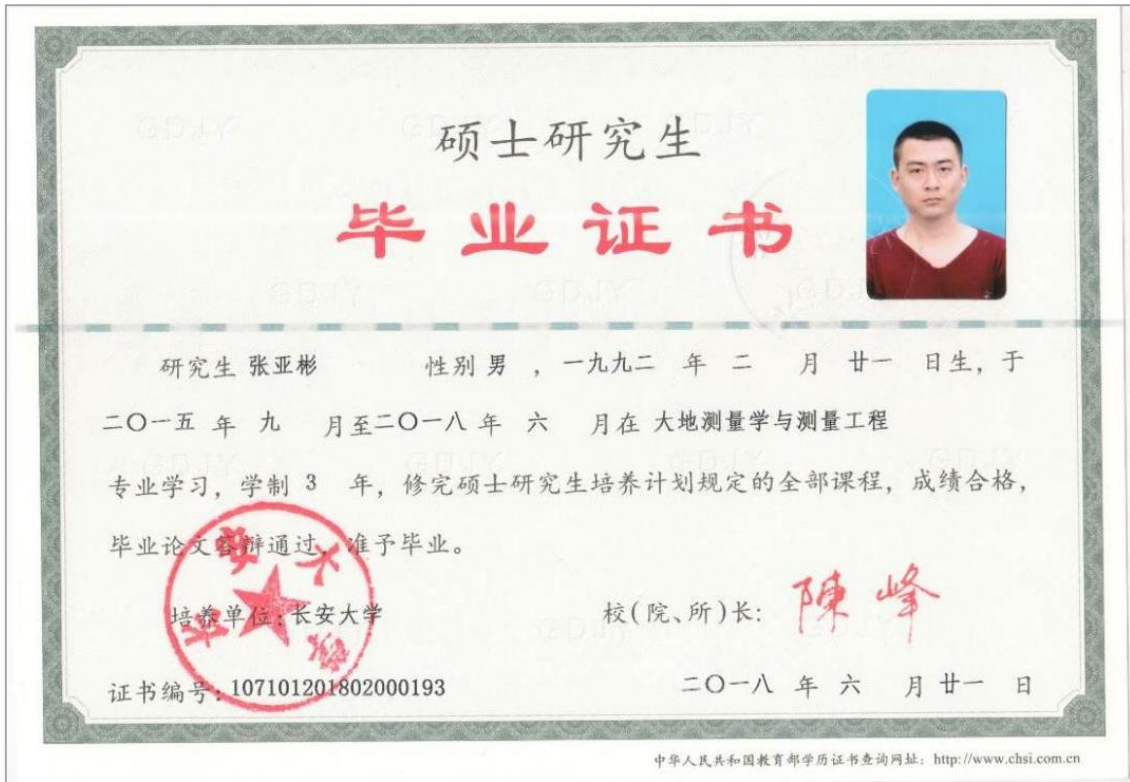 硕士研究生
毕业证书
研究生 张亚彬 性别 男 , 一九九二 年 二 月 廿一 日生, 于
二〇一五 年 九 月至二〇一八 年 六 月在 大地测量学与测量工程
专业学习, 学制 3 年, 修完硕士研究生培养计划规定的全部课程, 成绩合格,
毕业论文答辩通过, 准予毕业。
培养单位: 长安大学
校(院、所)长: 陳峰
长安大学
证书编号: 107101201802000193
二〇一八 年 六 月 廿一 日
中华人民共和国教育部学历证书查询网址: http://www.chsi.com.cn